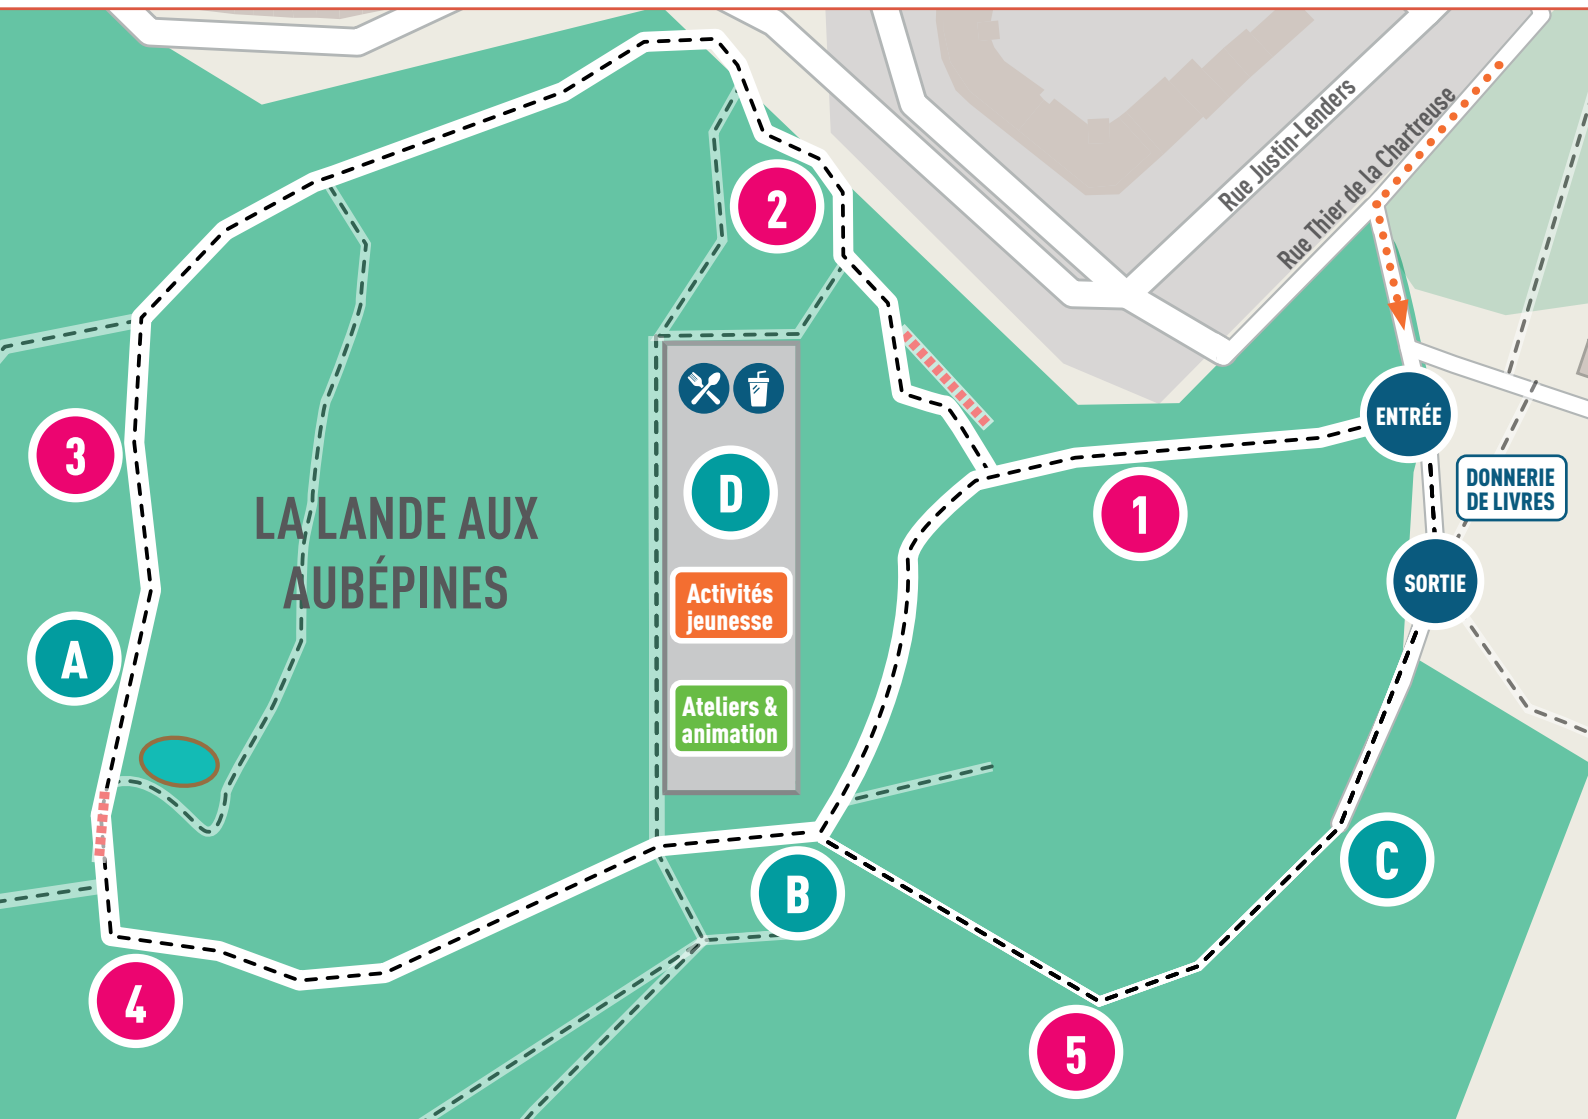 Rue Justin-Lenders
Rue Thier de la Chartreuse
2
ENTRÉE
3
D
1
DONNERIE
DE LIVRES
LA LANDE AUX
AUBÉPINES
Activités
jeunesse
SORTIE
A
Ateliers &
animation
B
C
4
5